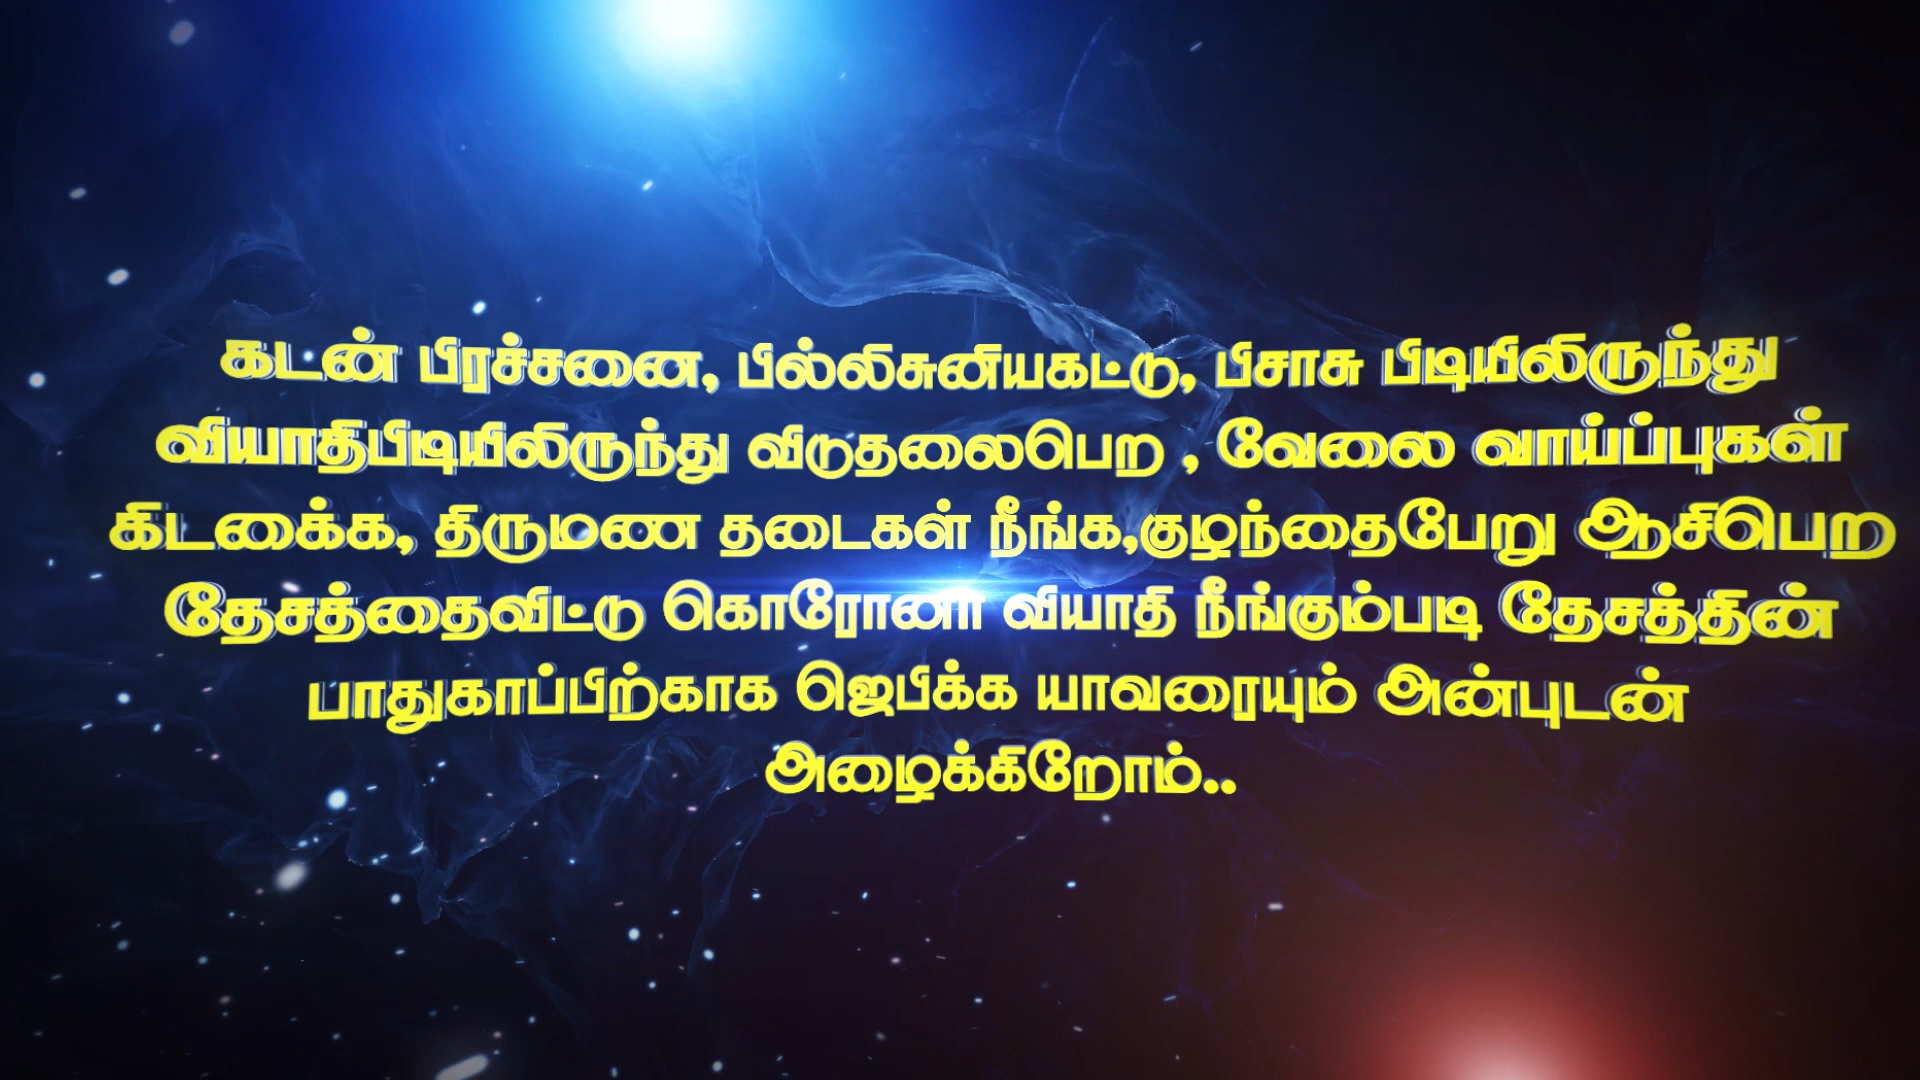 கடன் பிரச்சனை, பில்லிசுனியகட்டு, பிசாசு பிடியிலிருந்து
வியாதிபிடியிலிருந்து விடுதலைபெற , வேலை வாய்ப்புகள்
கிடைக்க, திருமண தடைகள் நீங்க,குழந்தைபேறு ஆசிபெற
தேசத்தைவிட்டு கொரோனா வியாதி நீங்கும்படி தேசத்தின்
பாதுகாப்பிற்காக ஜெபிக்க யாவரையும் அன்புடன்
அழைக்கிறோம்..